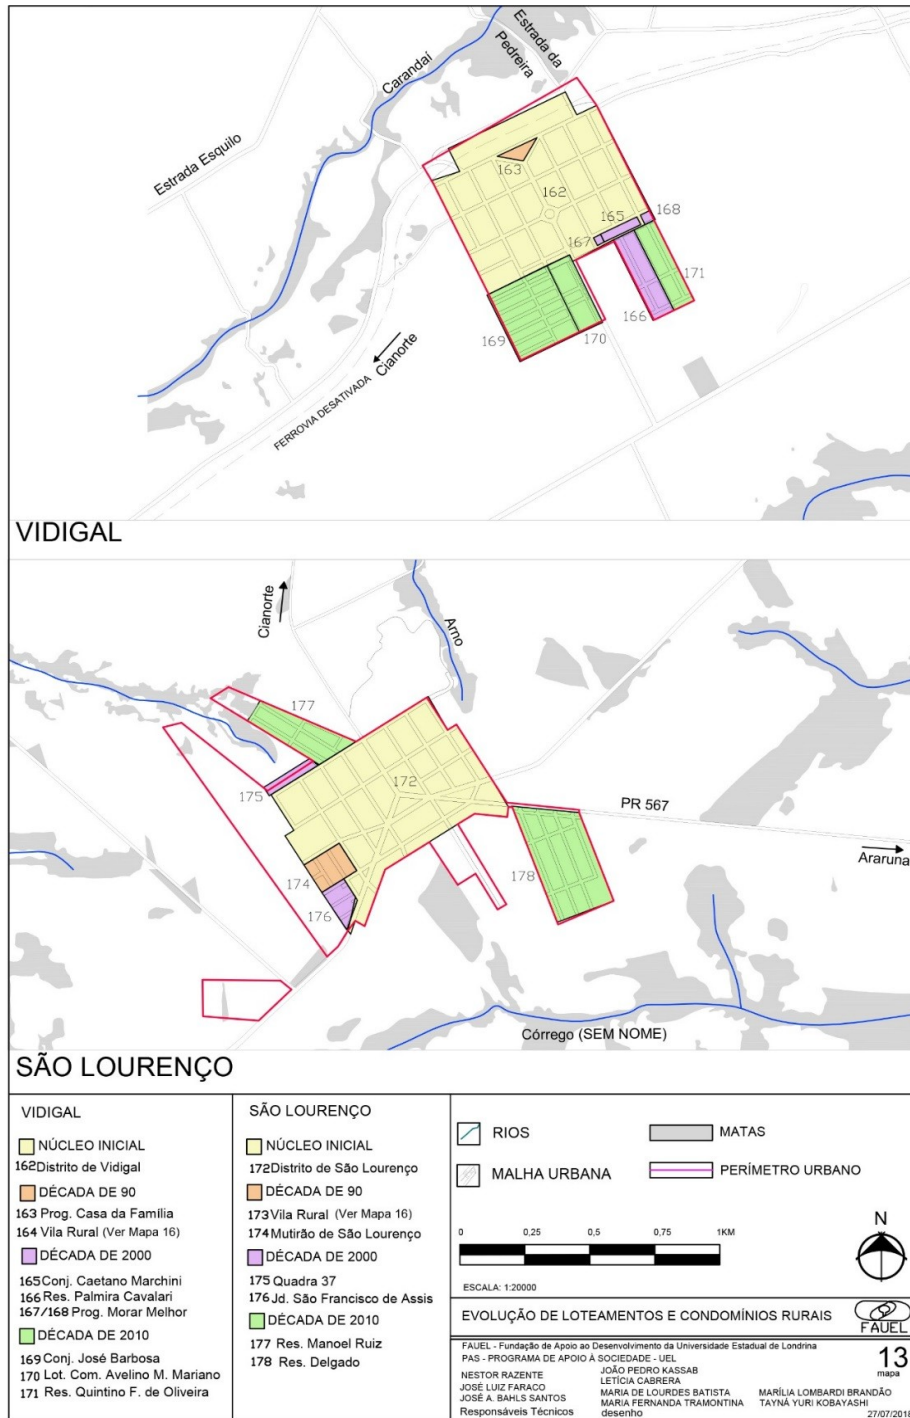 Estrada da
Pedreira
Carandaí
Estrada Esquilo
163
162
165
168
167
171
166
170
169
Cianorte
FERROVIA DESATIVADA
VIDIGAL
Cianorte
Arno
177
172
175
PR 567
Araruna
174
178
176
Córrego (SEM NOME)
SÃO LOURENÇO
VIDIGAL
NÚCLEO INICIAL
162Distrito de Vidigal
DÉCADA DE 90
163 Prog. Casa da Família
164 Vila Rural (Ver Mapa 16)
DÉCADA DE 2000
165Conj. Caetano Marchini
166 Res. Palmira Cavalari
167/168 Prog. Morar Melhor
DÉCADA DE 2010
169 Conj. José Barbosa
170 Lot. Com. Avelino M. Mariano
171 Res. Quintino F. de Oliveira
SÃO LOURENÇO
NÚCLEO INICIAL
172Distrito de São Lourenço
DÉCADA DE 90
173 Vila Rural (Ver Mapa 16)
174 Mutirão de São Lourenço
DÉCADA DE 2000
175 Quadra 37
176 Jd. São Francisco de Assis
DÉCADA DE 2010
177 Res. Manoel Ruiz
178 Res. Delgado
RIOS
MATAS
MALHA URBANA
PERÍMETRO URBANO
0 0,25 0,5 0,75 1KM
N
ESCALA: 1:20000
EVOLUÇÃO DE LOTEAMENTOS E CONDOMÍNIOS RURAIS
FAUEL
FAUEL - Fundação de Apoio ao Desenvolvimento da Universidade Estadual de Londrina
PAS - PROGRAMA DE APOIO À SOCIEDADE - UEL
13
mapa
NESTOR RAZENTE
JOSÉ LUIZ FARACO
JOSÉ A. BAHLS SANTOS
Responsáveis Técnicos
JOÃO PEDRO KASSAB
LETÍCIA CABRERA
MARIA DE LOURDES BATISTA
MARIA FERNANDA TRAMONTINA
desenho
MARÍLIA LOMBARDI BRANDÃO
TAYNÁ YURI KOBAYASHI
27/07/2018